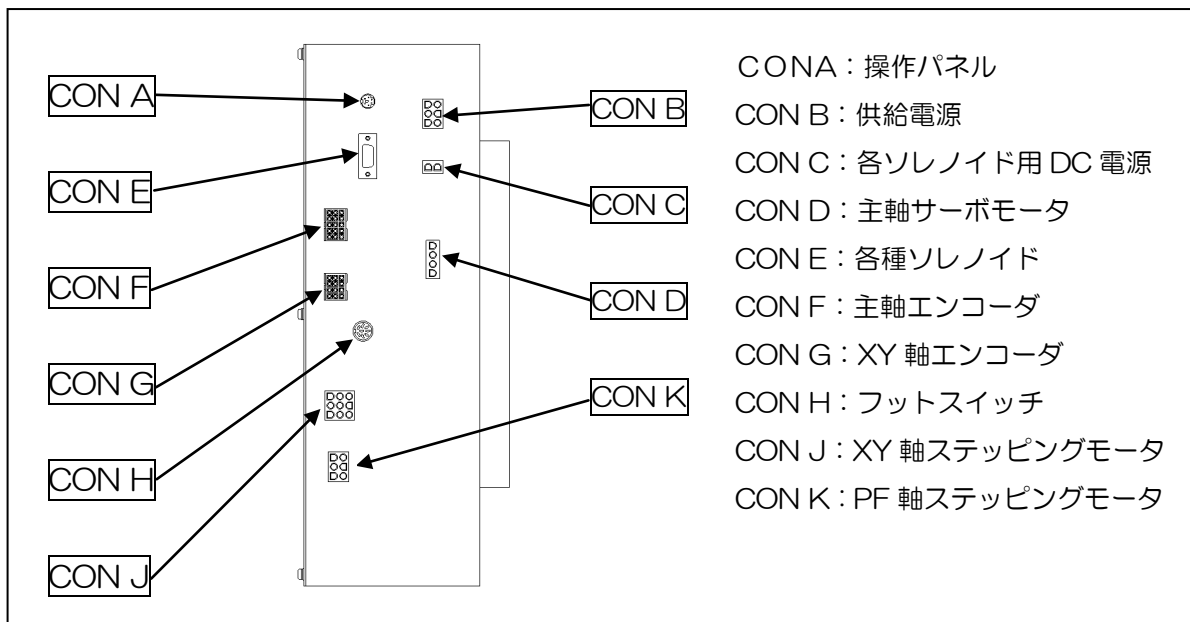 CON A
CON E
CON F
CON G
CON H
CON J
CON B
CON C
CON D
CON K
CONA：操作パネル
CON B：供給電源
CON C：各ソレノイド用 DC 電源
CON D：主軸サーボモータ
CON E：各種ソレノイド
CON F：主軸エンコーダ
CON G：XY 軸エンコーダ
CON H：フットスイッチ
CON J：XY 軸ステッピングモータ
CON K：PF 軸ステッピングモータ